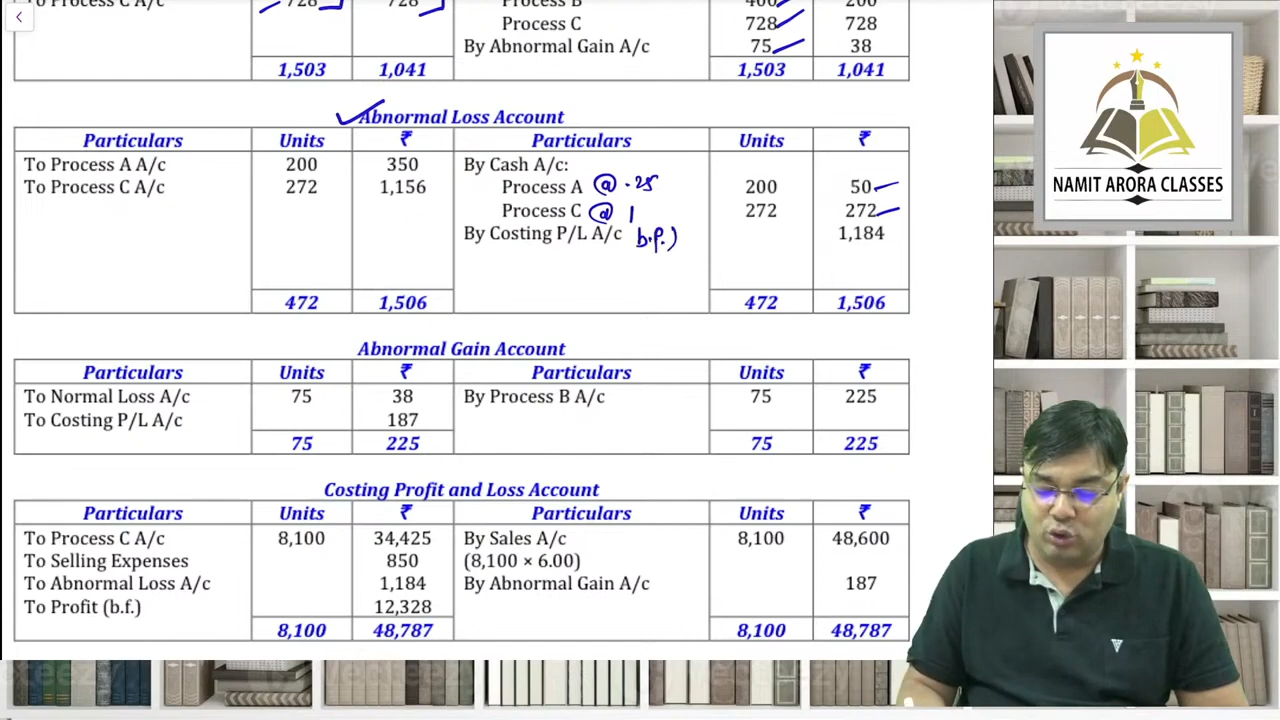 To Process C A/c 728 728 Process B 400 200
Process C 728 728
By Abnormal Gain A/c 75 38
1,503 1,041 1,503 1,041
Abnormal Loss Account
Particulars Units ₹ Particulars Units ₹
To Process A A/c 200 350 By Cash A/c:
To Process C A/c 272 1,156 Process A @ .25 200 50
Process C @ 1 272 272
By Costing P/L A/c b.f.) 1,184
472 1,506 472 1,506
Abnormal Gain Account
Particulars Units ₹ Particulars Units ₹
To Normal Loss A/c 75 38 By Process B A/c 75 225
To Costing P/L A/c 187
75 225 75 225
Costing Profit and Loss Account
Particulars Units ₹ Particulars Units ₹
To Process C A/c 8,100 34,425 By Sales A/c 8,100 48,600
To Selling Expenses 850 (8,100 × 6.00)
To Abnormal Loss A/c 1,184 By Abnormal Gain A/c 187
To Profit (b.f.) 12,328
8,100 48,787 8,100 48,787
NAMIT ARORA CLASSES